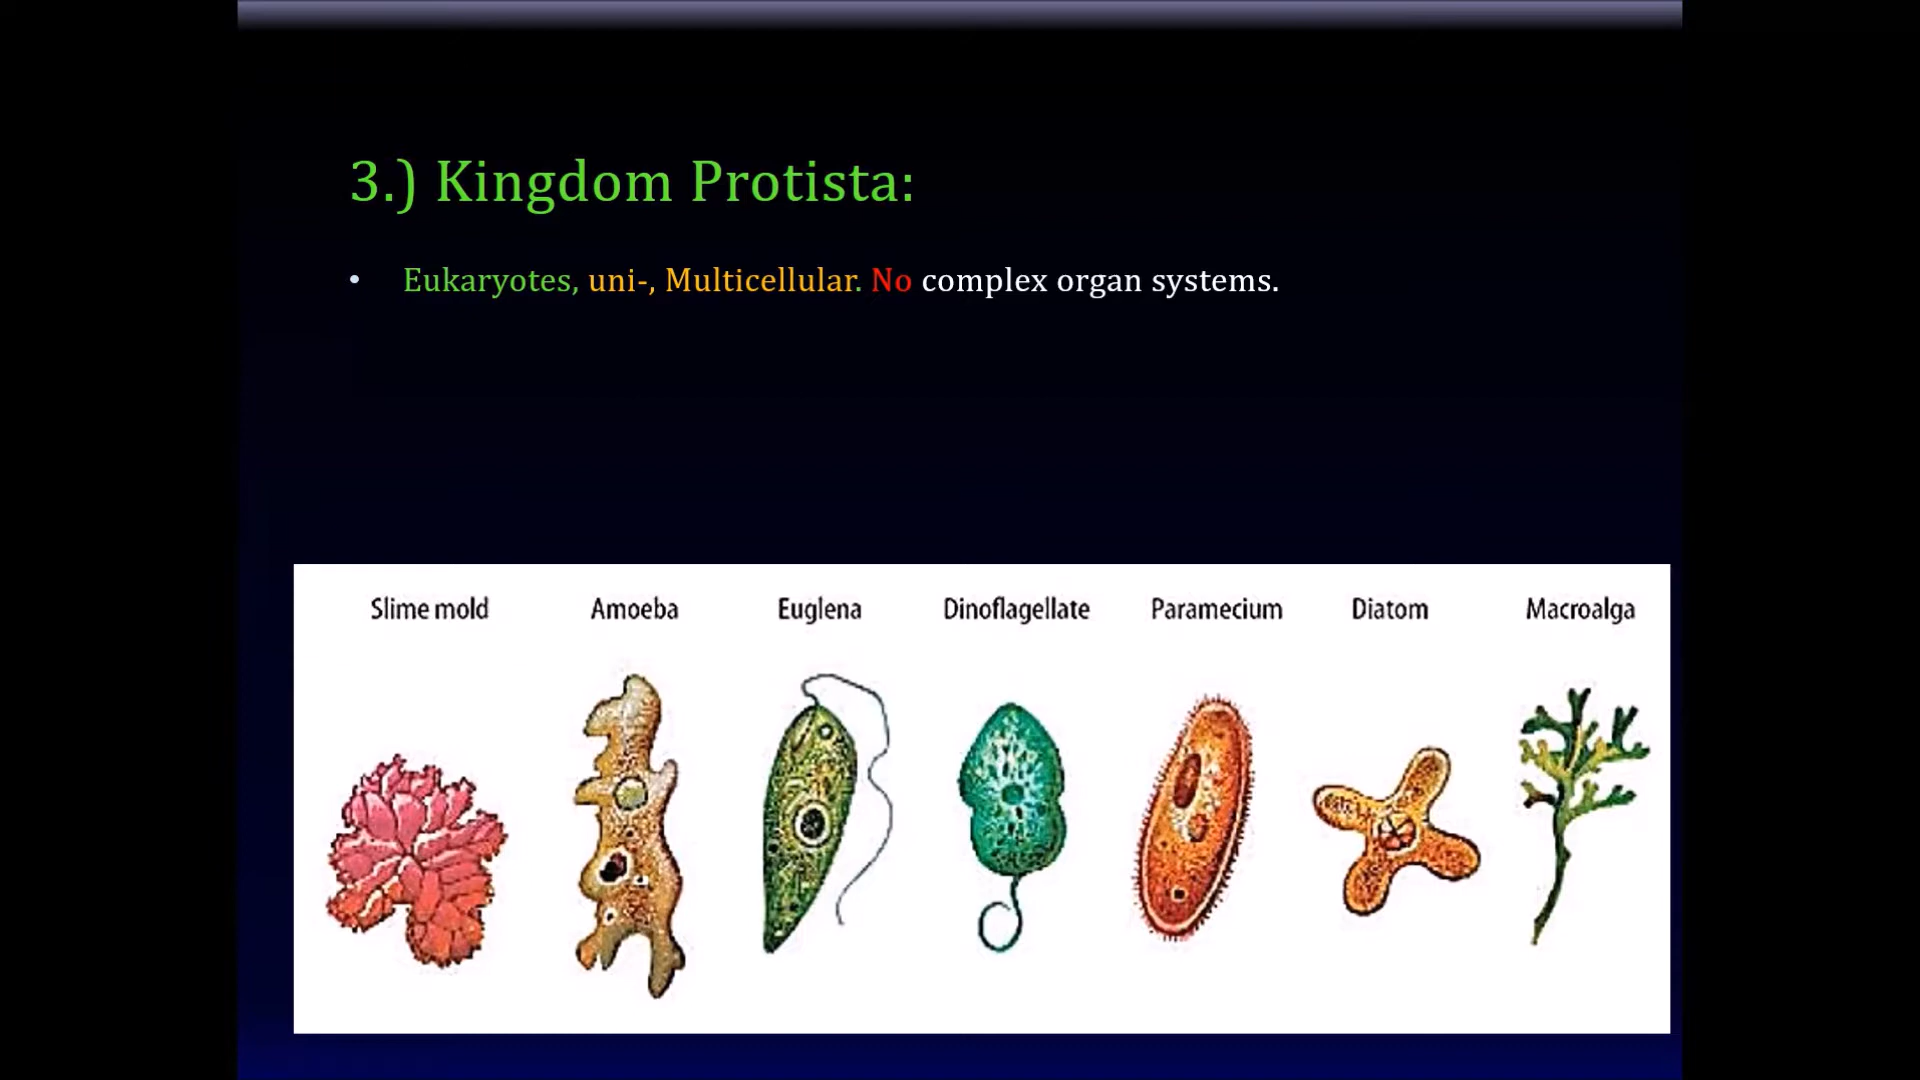 3.) Kingdom Protista:
• Eukaryotes, uni-, Multicellular. No complex organ systems.
Slime mold Amoeba Euglena Dinoflagellate Paramecium Diatom Macroalga